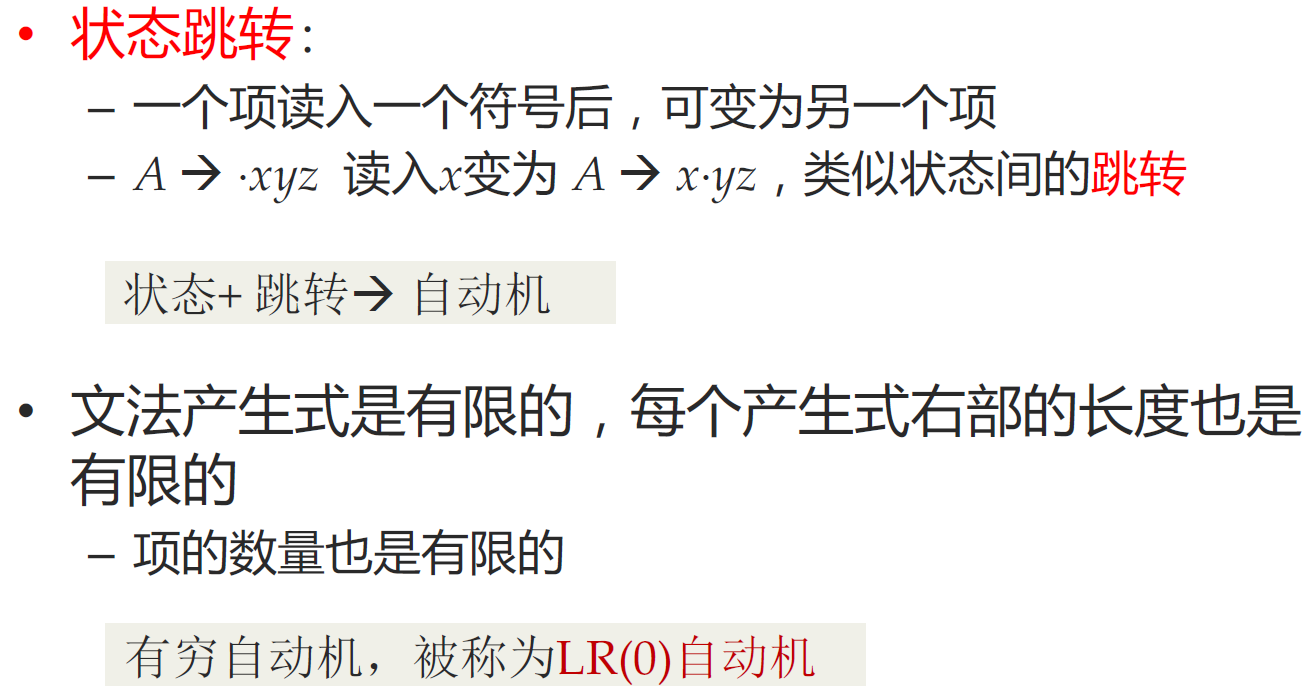 • 状态跳转：
– 一个项读入一个符号后，可变为另一个项
– A → ·xyz 读入x变为 A → x·yz，类似状态间的跳转
状态+ 跳转→ 自动机
• 文法产生式是有限的，每个产生式右部的长度也是
有限的
– 项的数量也是有限的
有穷自动机，被称为LR(0)自动机